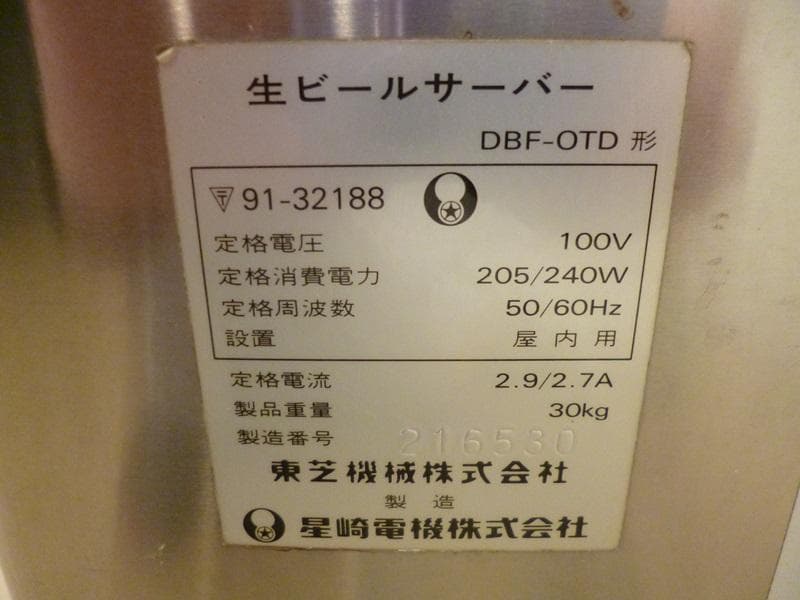 生ビールサーバー
DBF-OTD 形
〒 91-32188
定格電圧 100V
定格消費電力 205/240W
定格周波数 50/60Hz
設置 屋内用
定格電流 2.9/2.7A
製品重量 30kg
製造番号 216530
東芝機械株式会社
製造
星崎電機株式会社